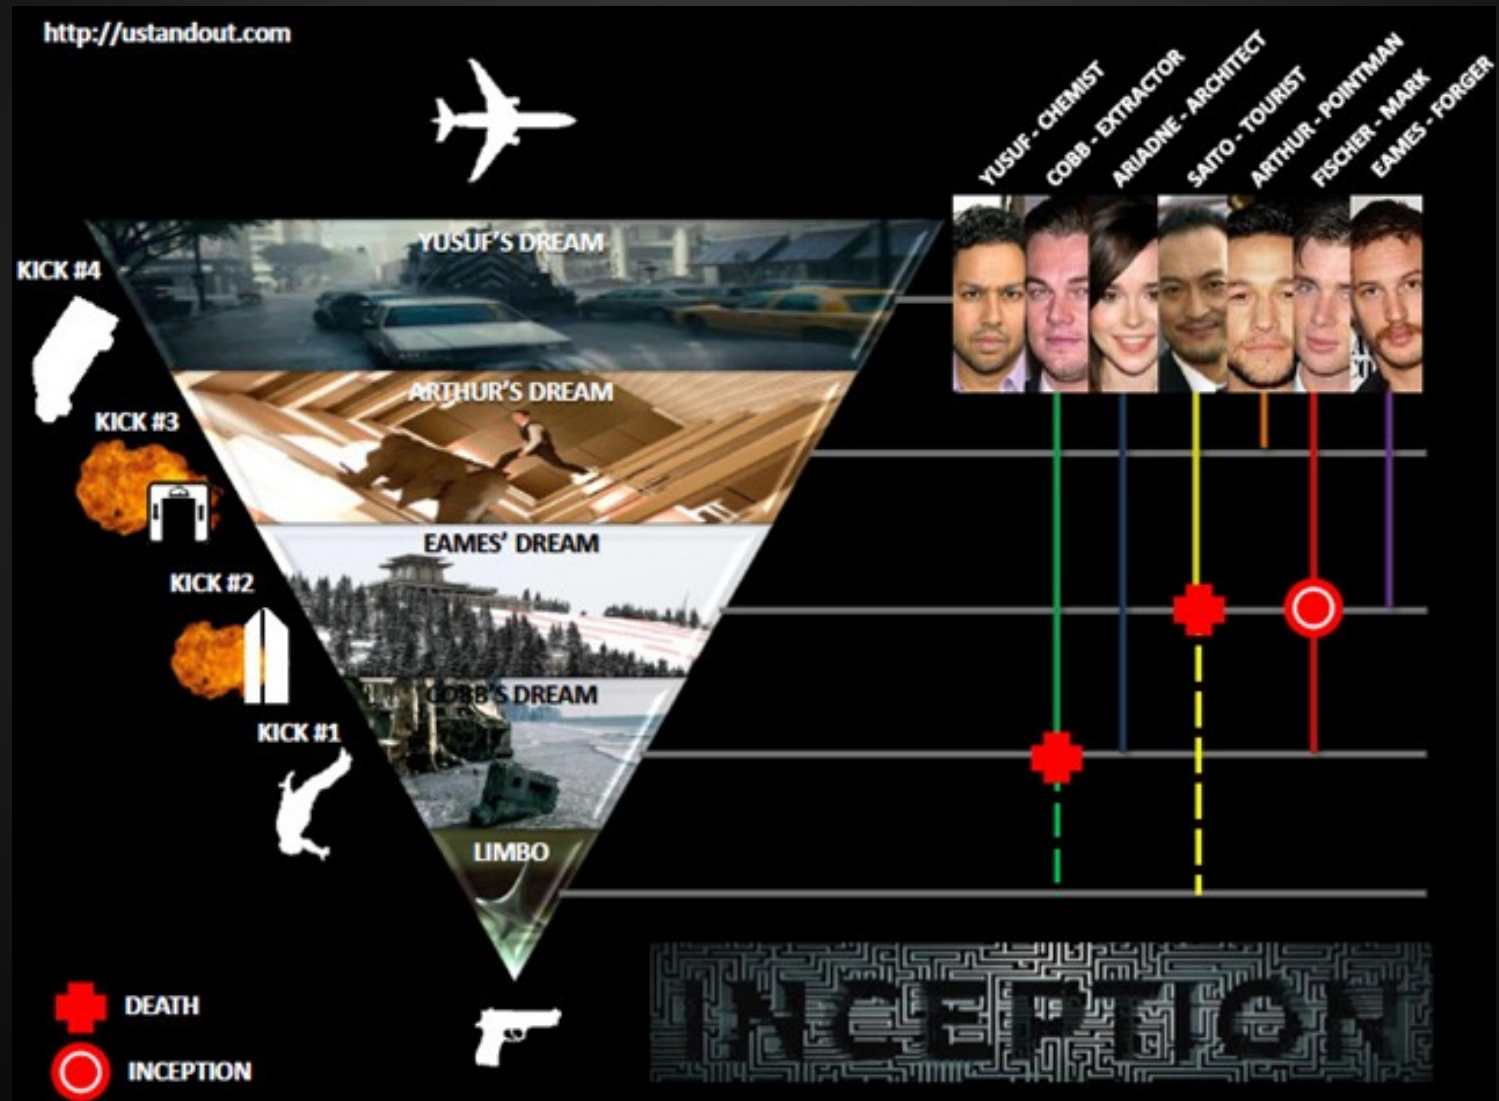 http://ustandout.com
YUSUF - CHEMIST
COBB - EXTRACTOR
ARIADNE - ARCHITECT
SAITO - TOURIST
ARTHUR - POINTMAN
FISCHER - MARK
EAMES - FORGER
YUSUF'S DREAM
KICK #4
ARTHUR'S DREAM
KICK #3
EAMES' DREAM
KICK #2
COBB'S DREAM
KICK #1
LIMBO
DEATH
INCEPTION
INCEPTION